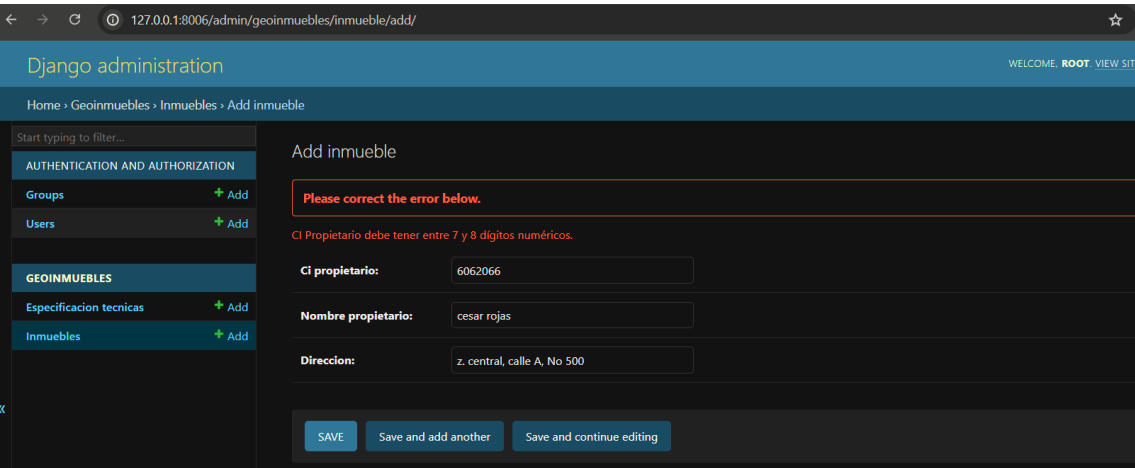 127.0.0.1:8006/admin/geoinmuebles/inmueble/add/
Django administration
WELCOME, ROOT. VIEW SIT
Home › Geoinmuebles › Inmuebles › Add inmueble
Start typing to filter...
AUTHENTICATION AND AUTHORIZATION
Groups + Add
Users + Add
GEOINMUEBLES
Especificacion tecnicas + Add
Inmuebles + Add
«
Add inmueble
Please correct the error below.
CI Propietario debe tener entre 7 y 8 dígitos numéricos.
Ci propietario: 6062066
Nombre propietario: cesar rojas
Direccion: z. central, calle A, No 500
SAVE Save and add another Save and continue editing